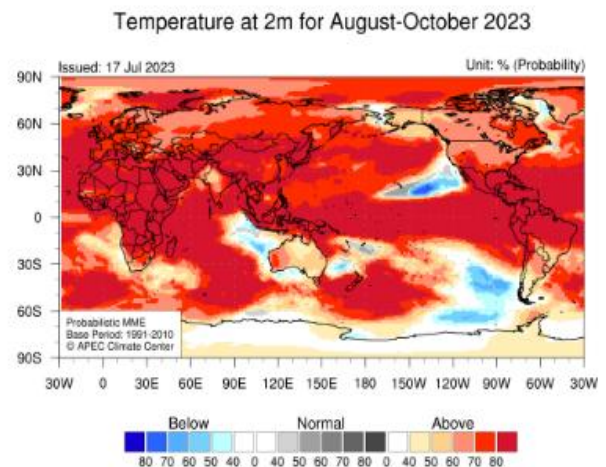 Temperature at 2m for August-October 2023
Issued: 17 Jul 2023 Unit: % (Probability)
90N
60N
30N
0
30S
60S
90S
Probabilistic MME
Base Period: 1991-2010
© APEC Climate Center
30W 0 30E 60E 90E 120E 150E 180 150W 120W 90W 60W 30W
Below Normal Above
80 70 60 50 40 0 40 50 60 70 80 0 40 50 60 70 80